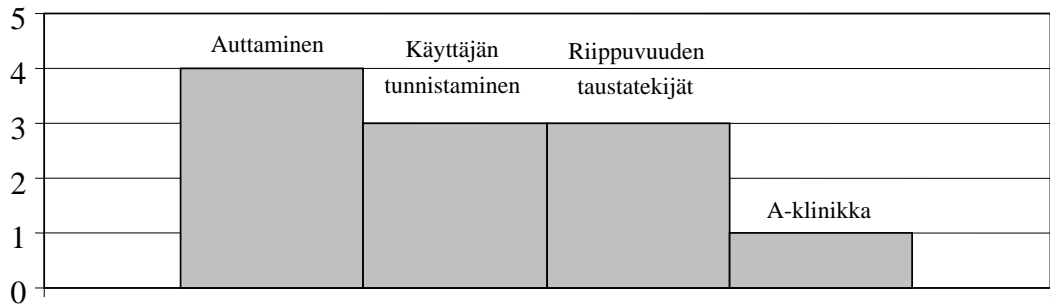 5
4
3
2
1
0
Auttaminen
Käyttäjän
tunnistaminen
Riippuvuuden
taustatekijät
A-klinikka